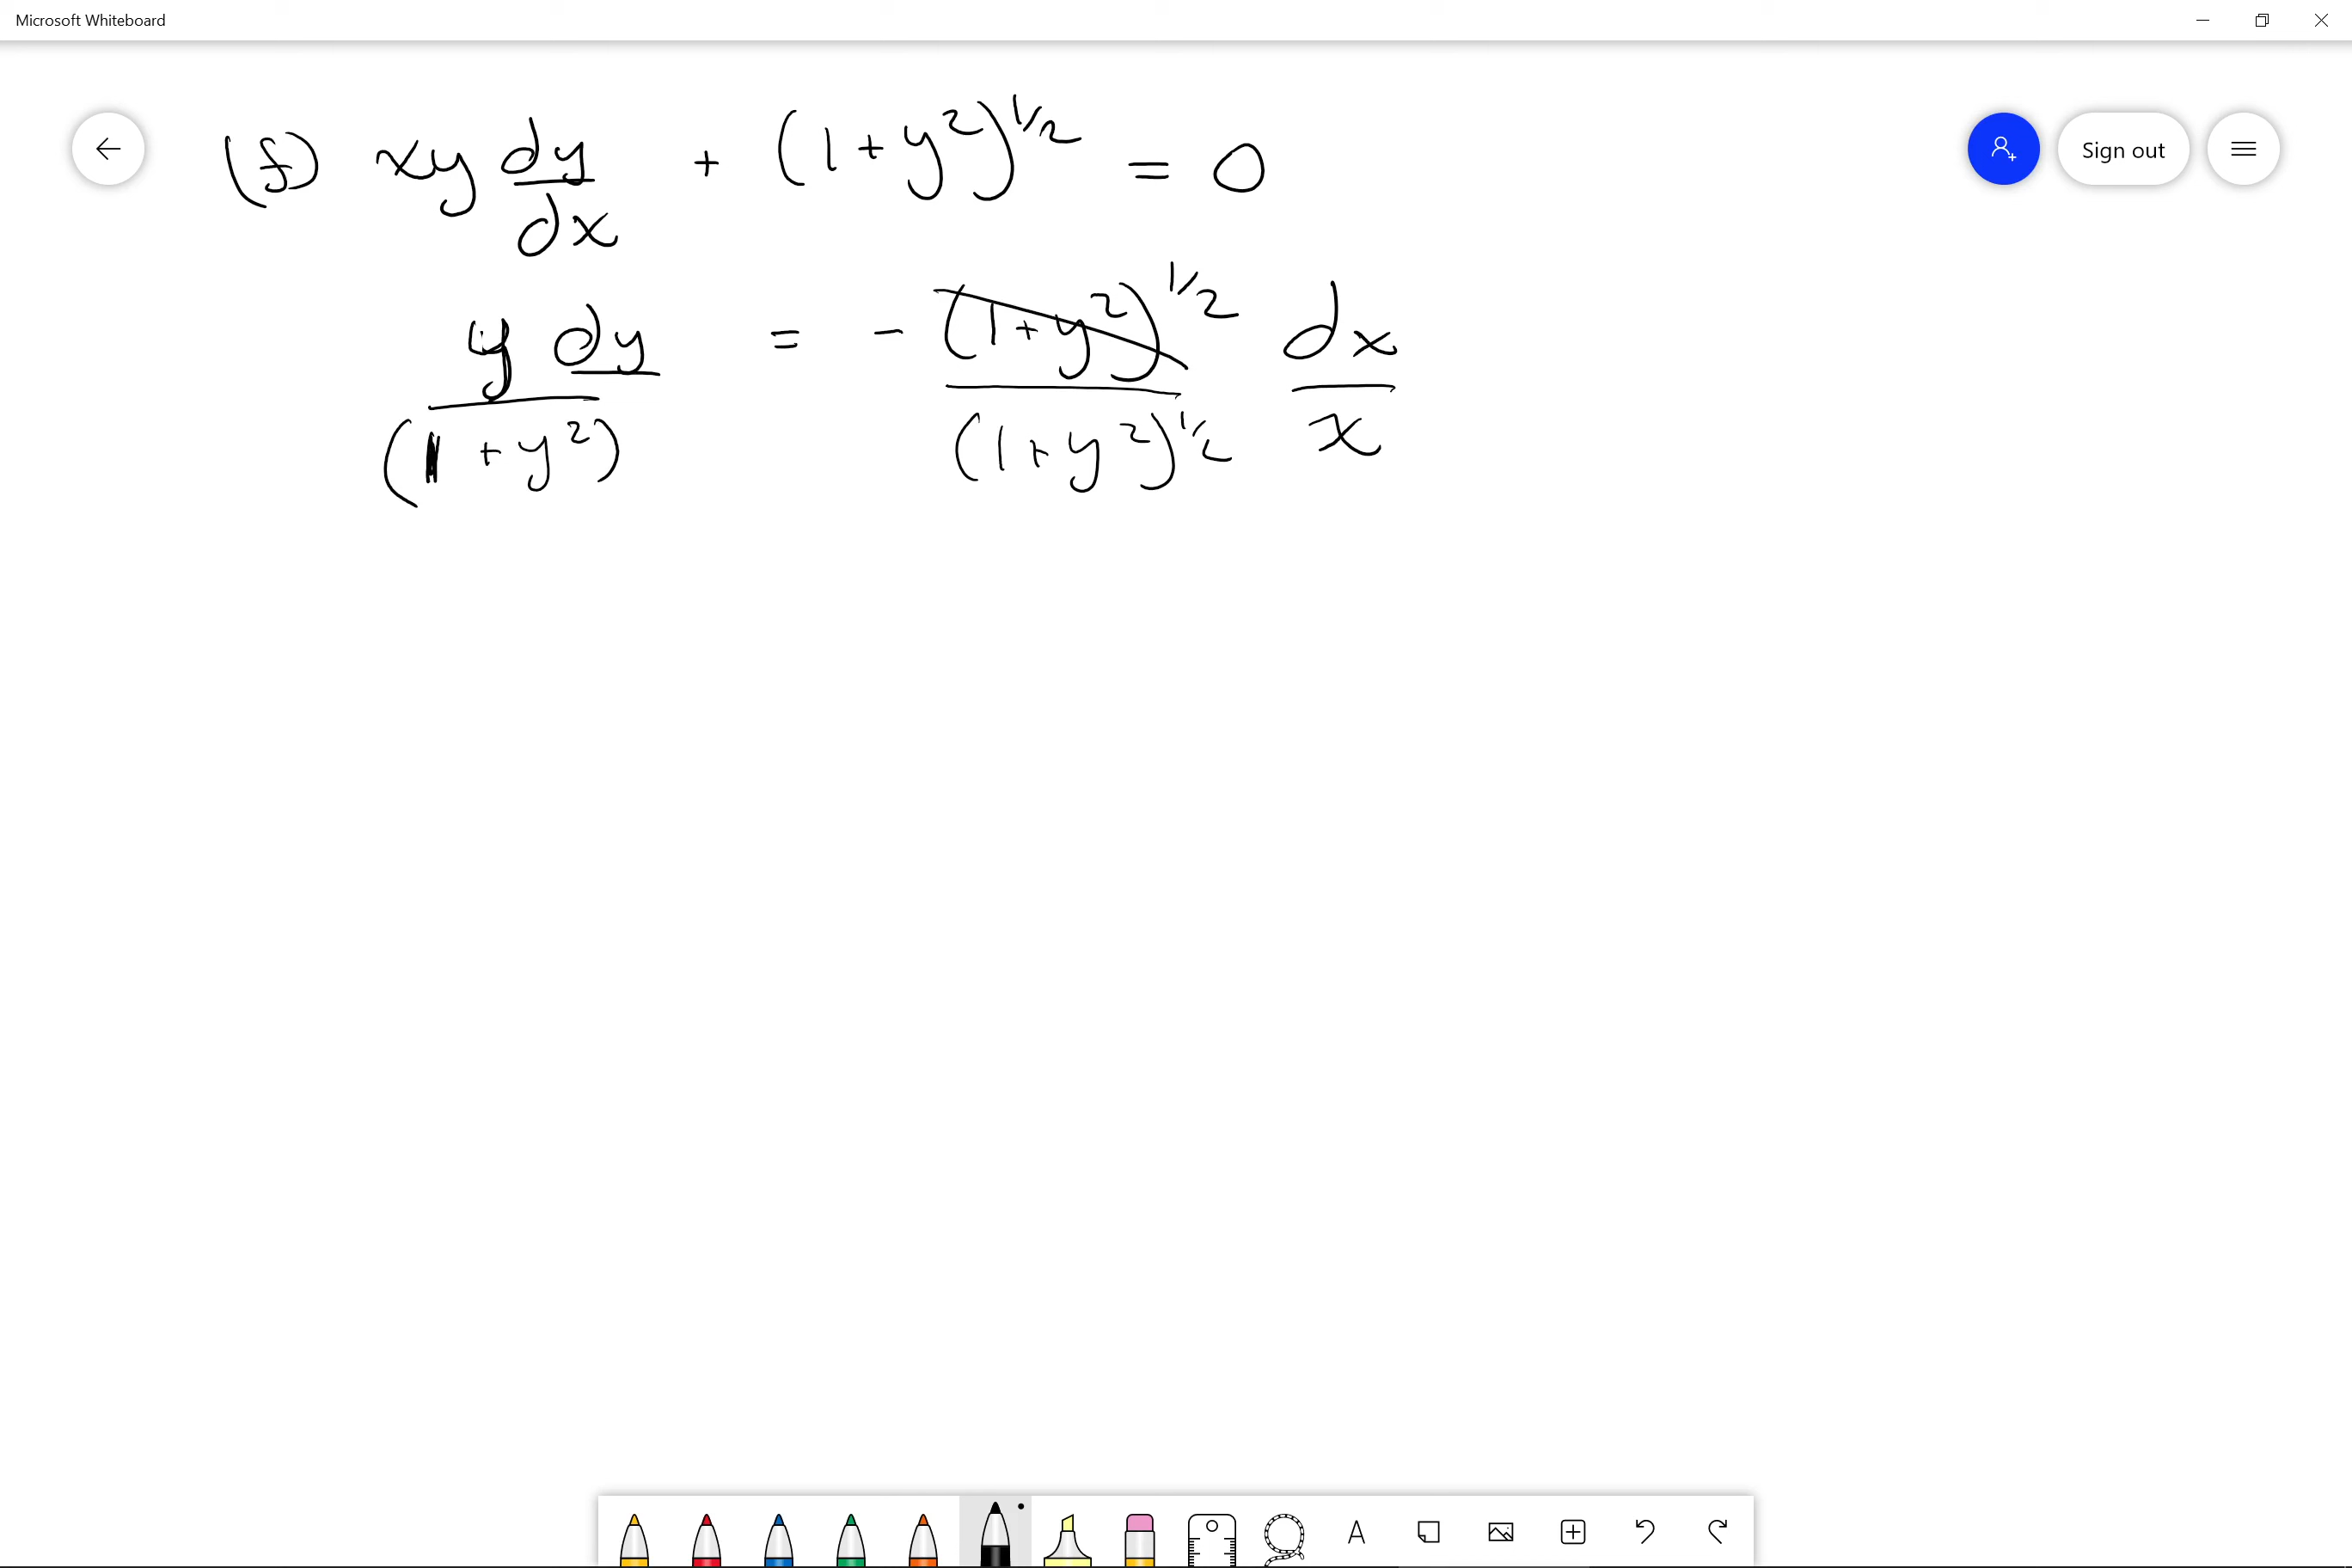 Microsoft Whiteboard
(f) xy dy/dx + (1+y²)^1/2 = 0
Sign out
y dy/(1+y²) = - (1+y²)^1/2/(1+y²)^1/2 dx/x
A